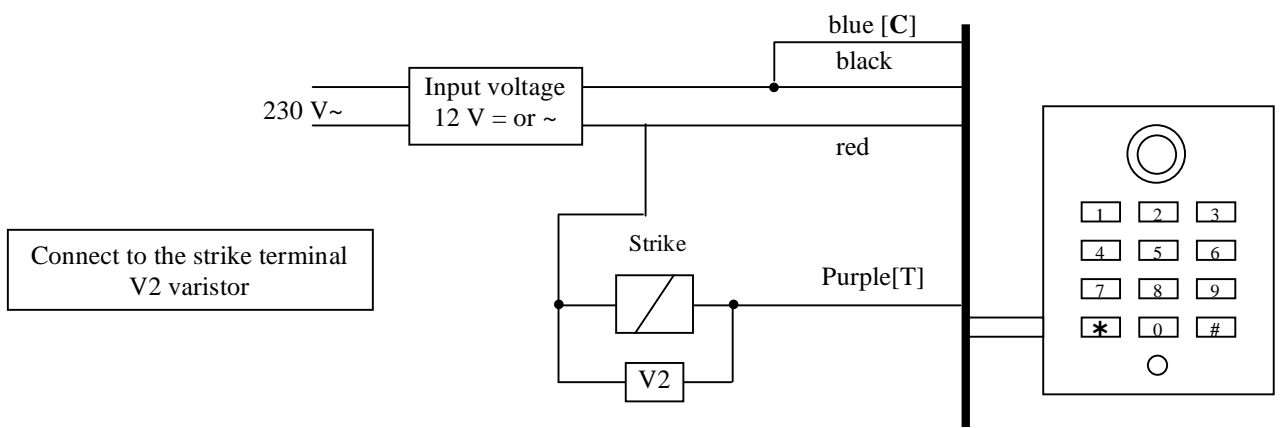 blue [C]
black
Input voltage
12 V = or ~
230 V~
red
1 2 3
Connect to the strike terminal
V2 varistor
Strike
4 5 6
Purple[T]
7 8 9
* 0 #
V2